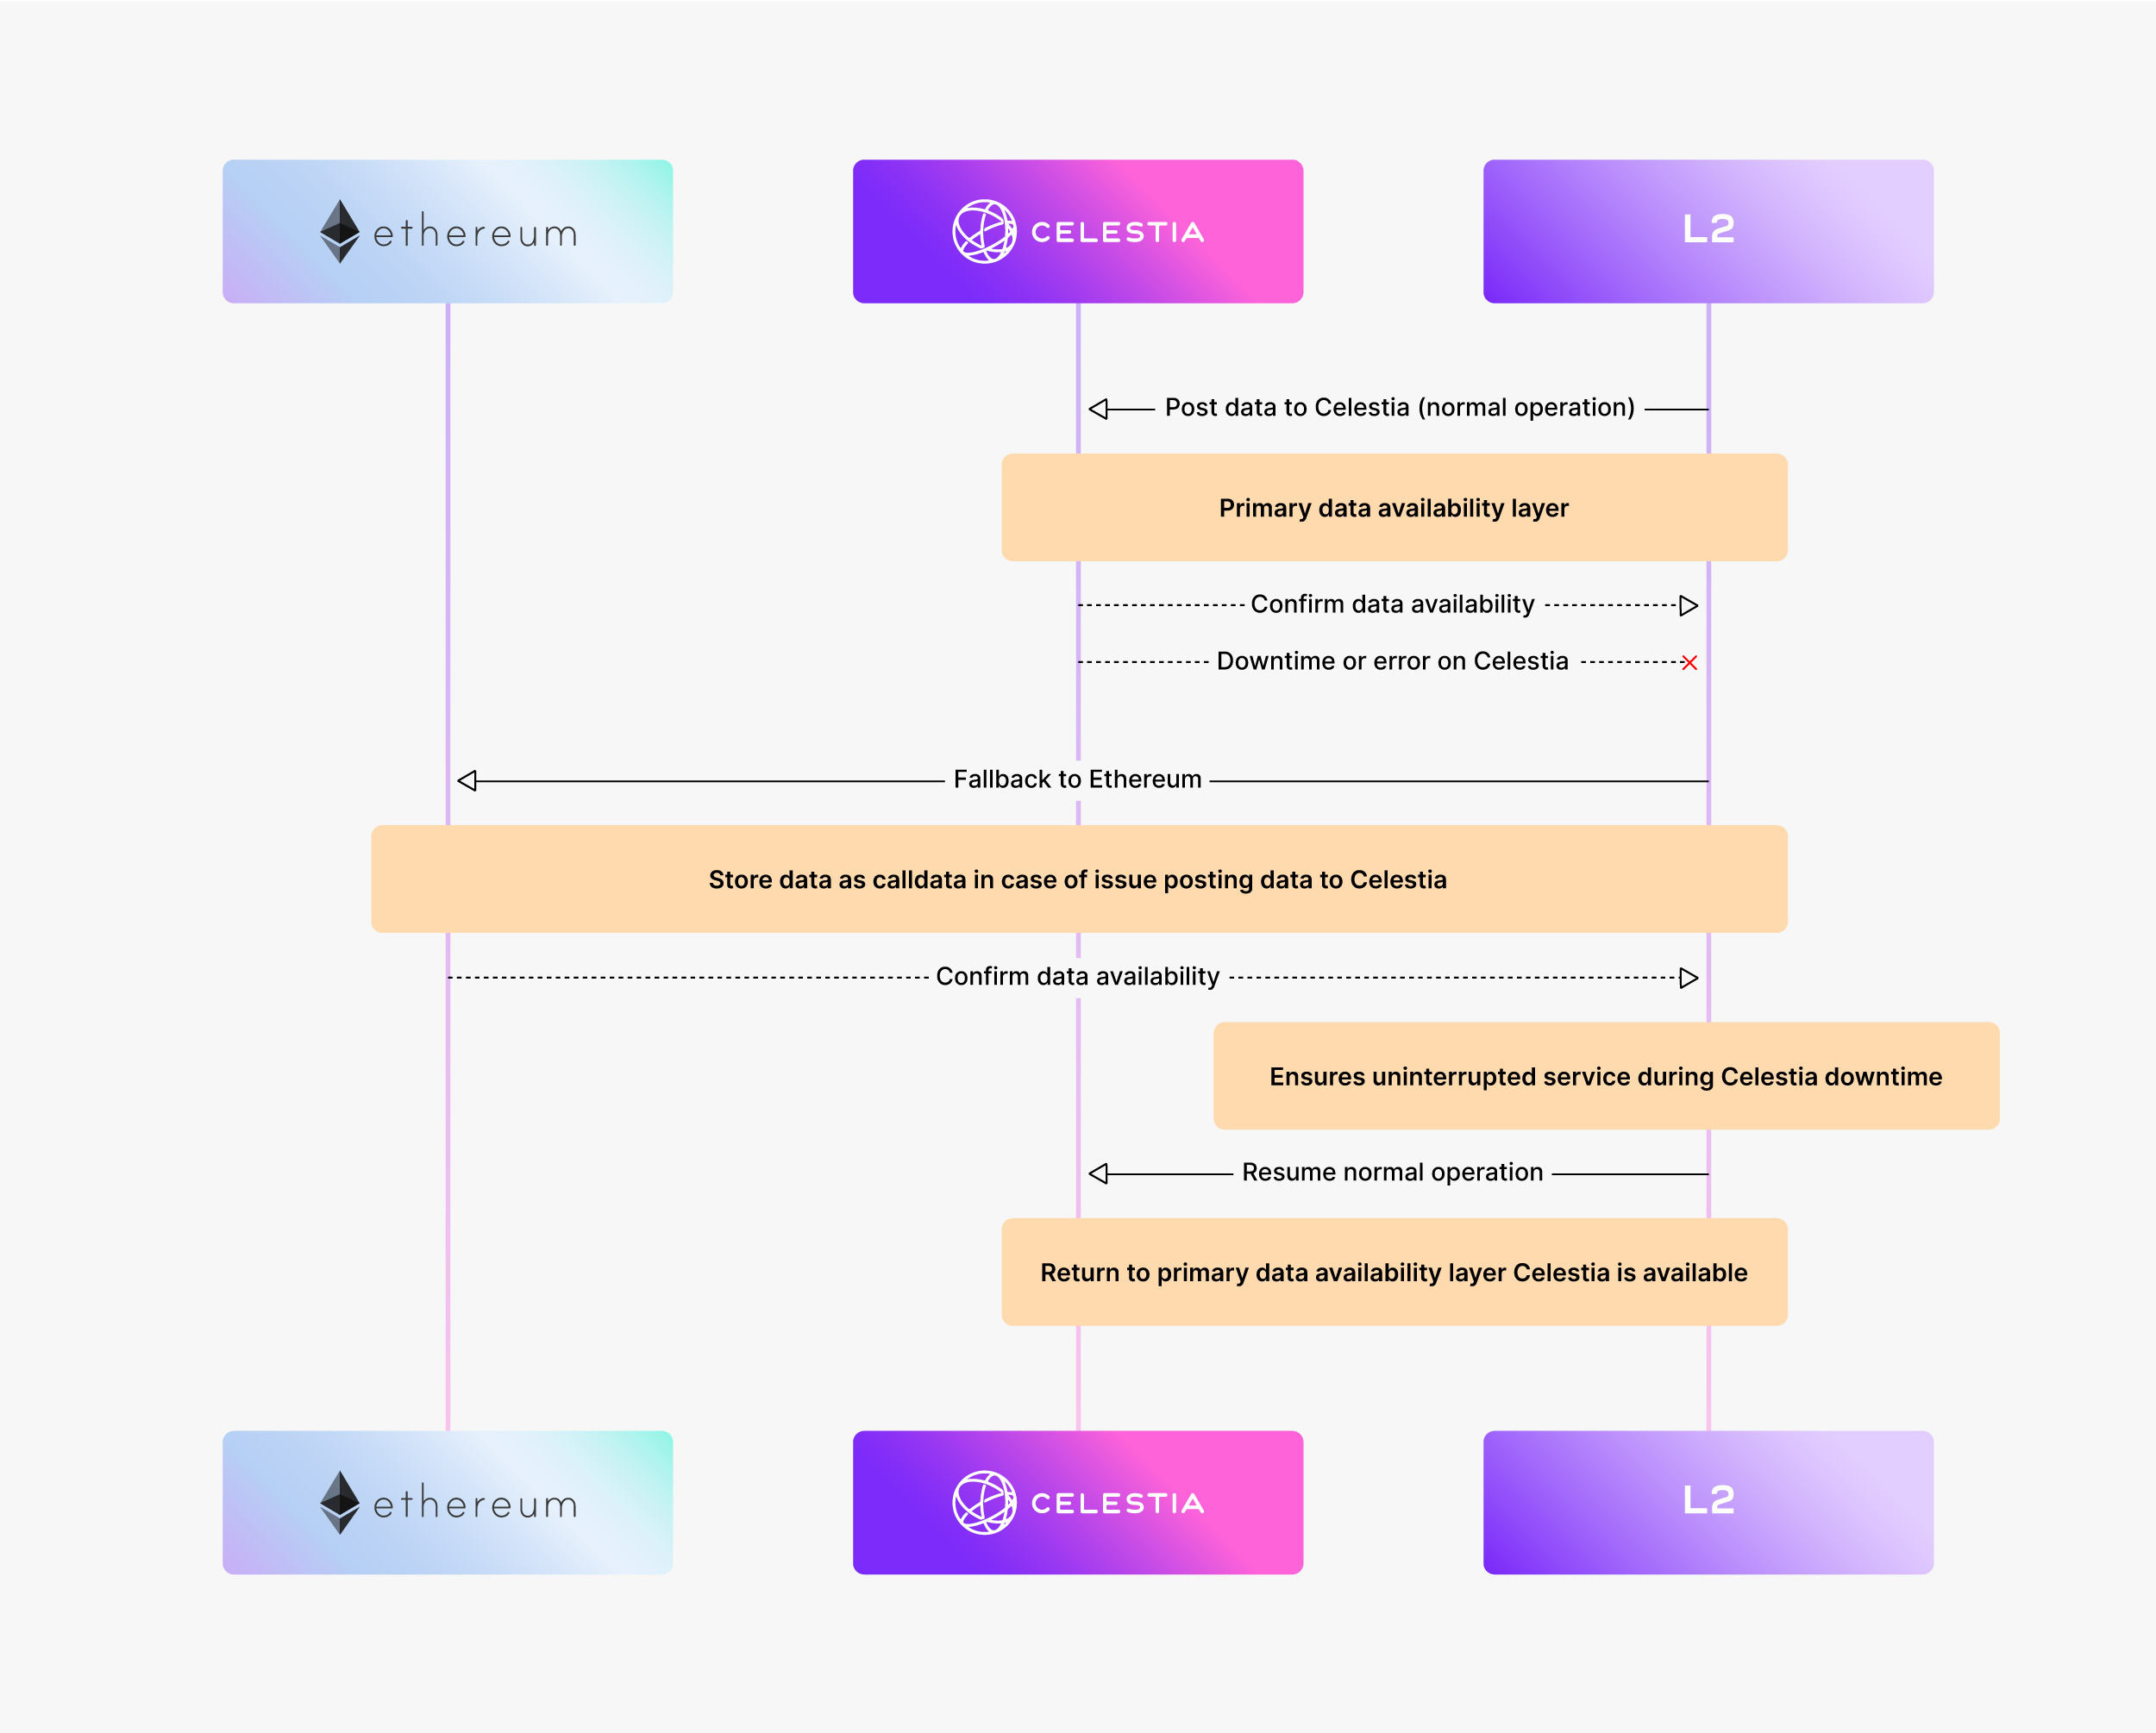 ethereum
CELESTIA
L2
Post data to Celestia (normal operation)
Primary data availability layer
Confirm data availability
Downtime or error on Celestia
Fallback to Ethereum
Store data as calldata in case of issue posting data to Celestia
Confirm data availability
Ensures uninterrupted service during Celestia downtime
Resume normal operation
Return to primary data availability layer Celestia is available
ethereum
CELESTIA
L2